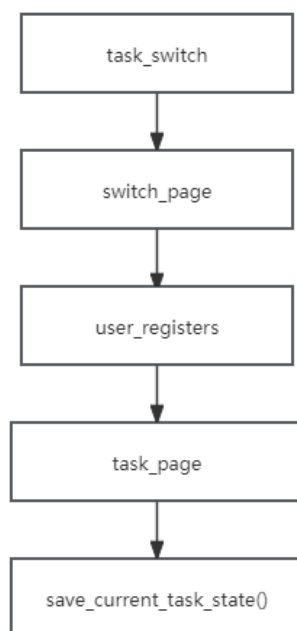 task_switch
switch_page
user_registers
task_page
save_current_task_state()